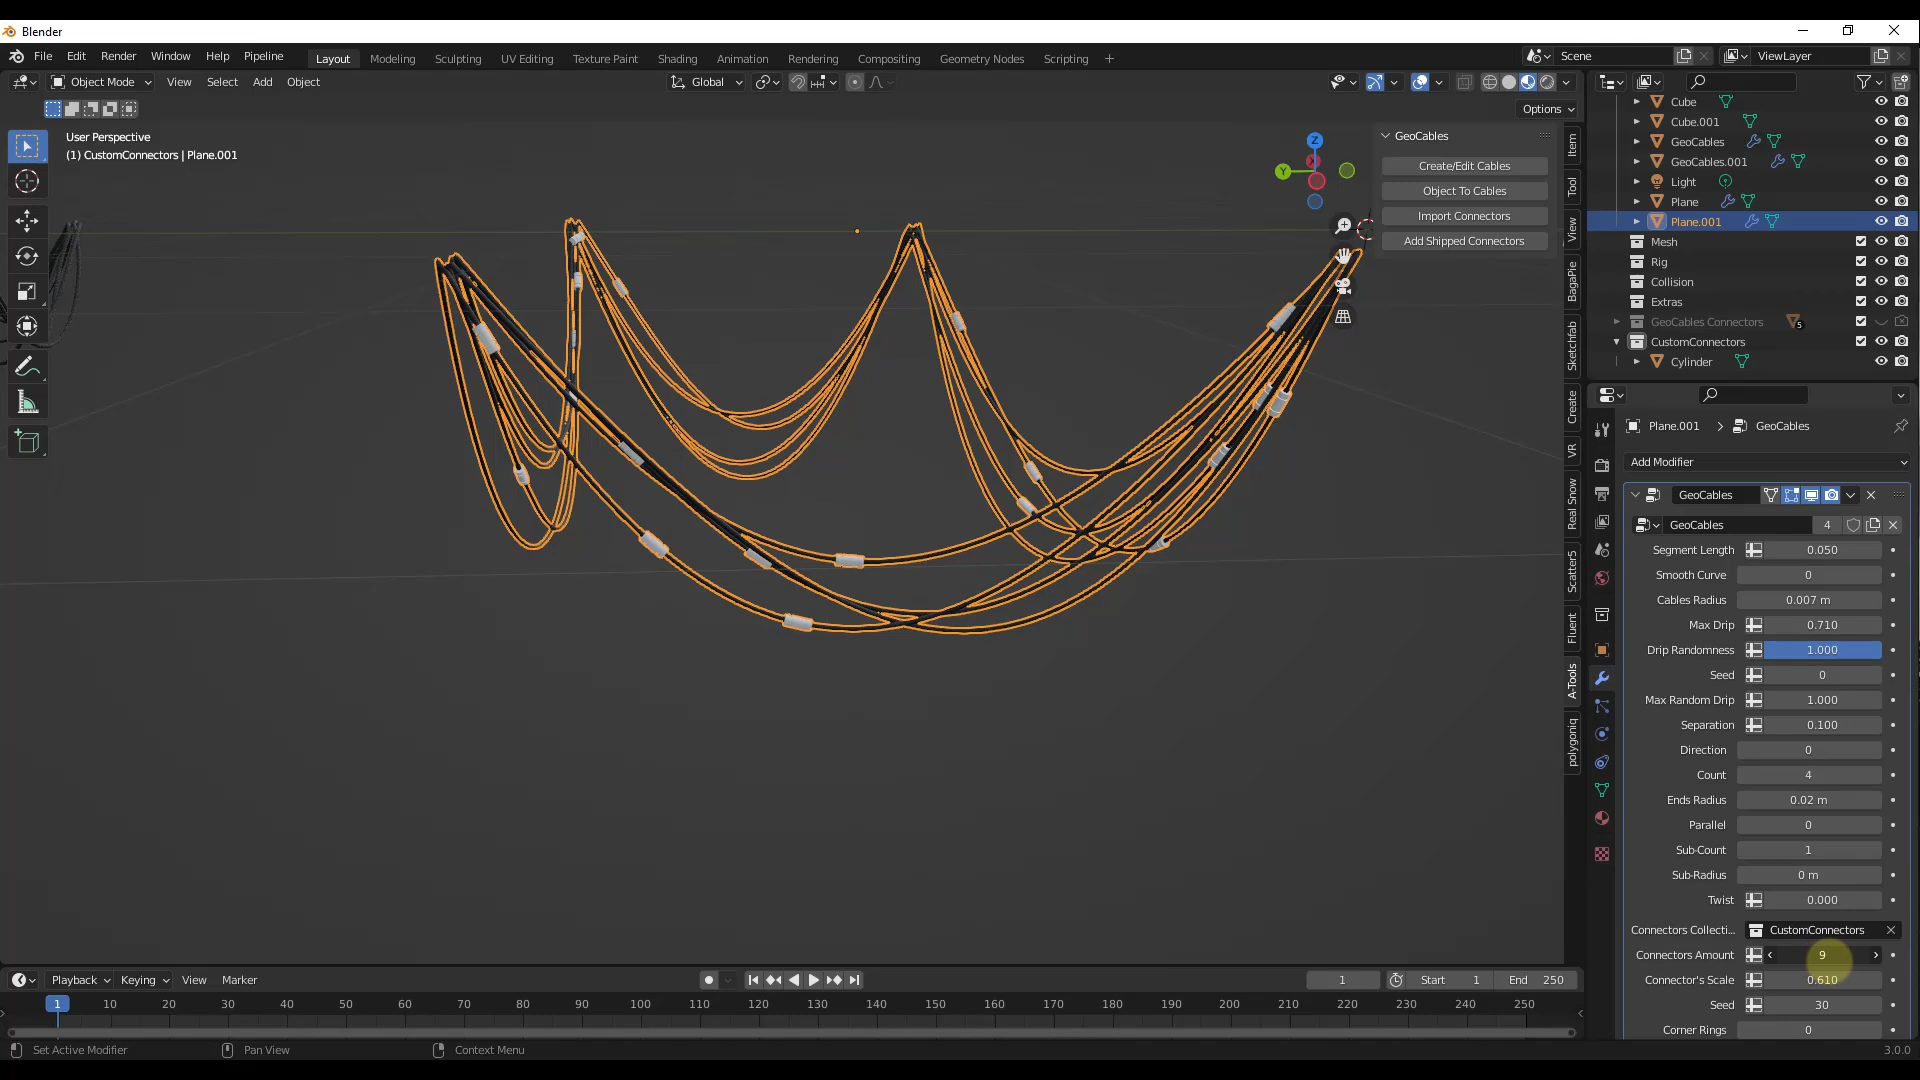 Blender
File Edit Render Window Help Pipeline
Layout Modeling Sculpting UV Editing Texture Paint Shading Animation Rendering Compositing Geometry Nodes Scripting +
Scene
ViewLayer
Object Mode View Select Add Object
Global
Options
User Perspective
(1) CustomConnectors | Plane.001
Z
X
Y
GeoCables
Create/Edit Cables
Object To Cables
Import Connectors
Add Shipped Connectors
Item
Tool
View
BagaPie
Sketchfab
Create
VR
Real Snow
Scatter5
Fluent
A-Tools
polygoniq
Cube
Cube.001
GeoCables
GeoCables.001
Light
Plane
Plane.001
Mesh
Rig
Collision
Extras
GeoCables Connectors 5
CustomConnectors
Cylinder
Plane.001 > GeoCables
Add Modifier
GeoCables
GeoCables 4
Segment Length 0.050
Smooth Curve 0
Cables Radius 0.007 m
Max Drip 0.710
Drip Randomness 1.000
Seed 0
Max Random Drip 1.000
Separation 0.100
Direction 0
Count 4
Ends Radius 0.02 m
Parallel 0
Sub-Count 1
Sub-Radius 0 m
Twist 0.000
Connectors Collecti... CustomConnectors
Connectors Amount 9
Connector's Scale 0.610
Seed 30
Corner Rings 0
Playback Keying View Marker
1
Start 1
End 250
1 10 20 30 40 50 60 70 80 90 100 110 120 130 140 150 160 170 180 190 200 210 220 230 240 250
Set Active Modifier
Pan View
Context Menu
3.0.0